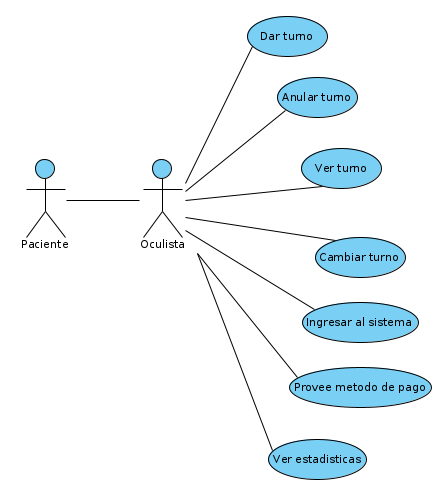 Dar turno
Anular turno
Ver turno
Paciente
Oculista
Cambiar turno
Ingresar al sistema
Provee metodo de pago
Ver estadisticas